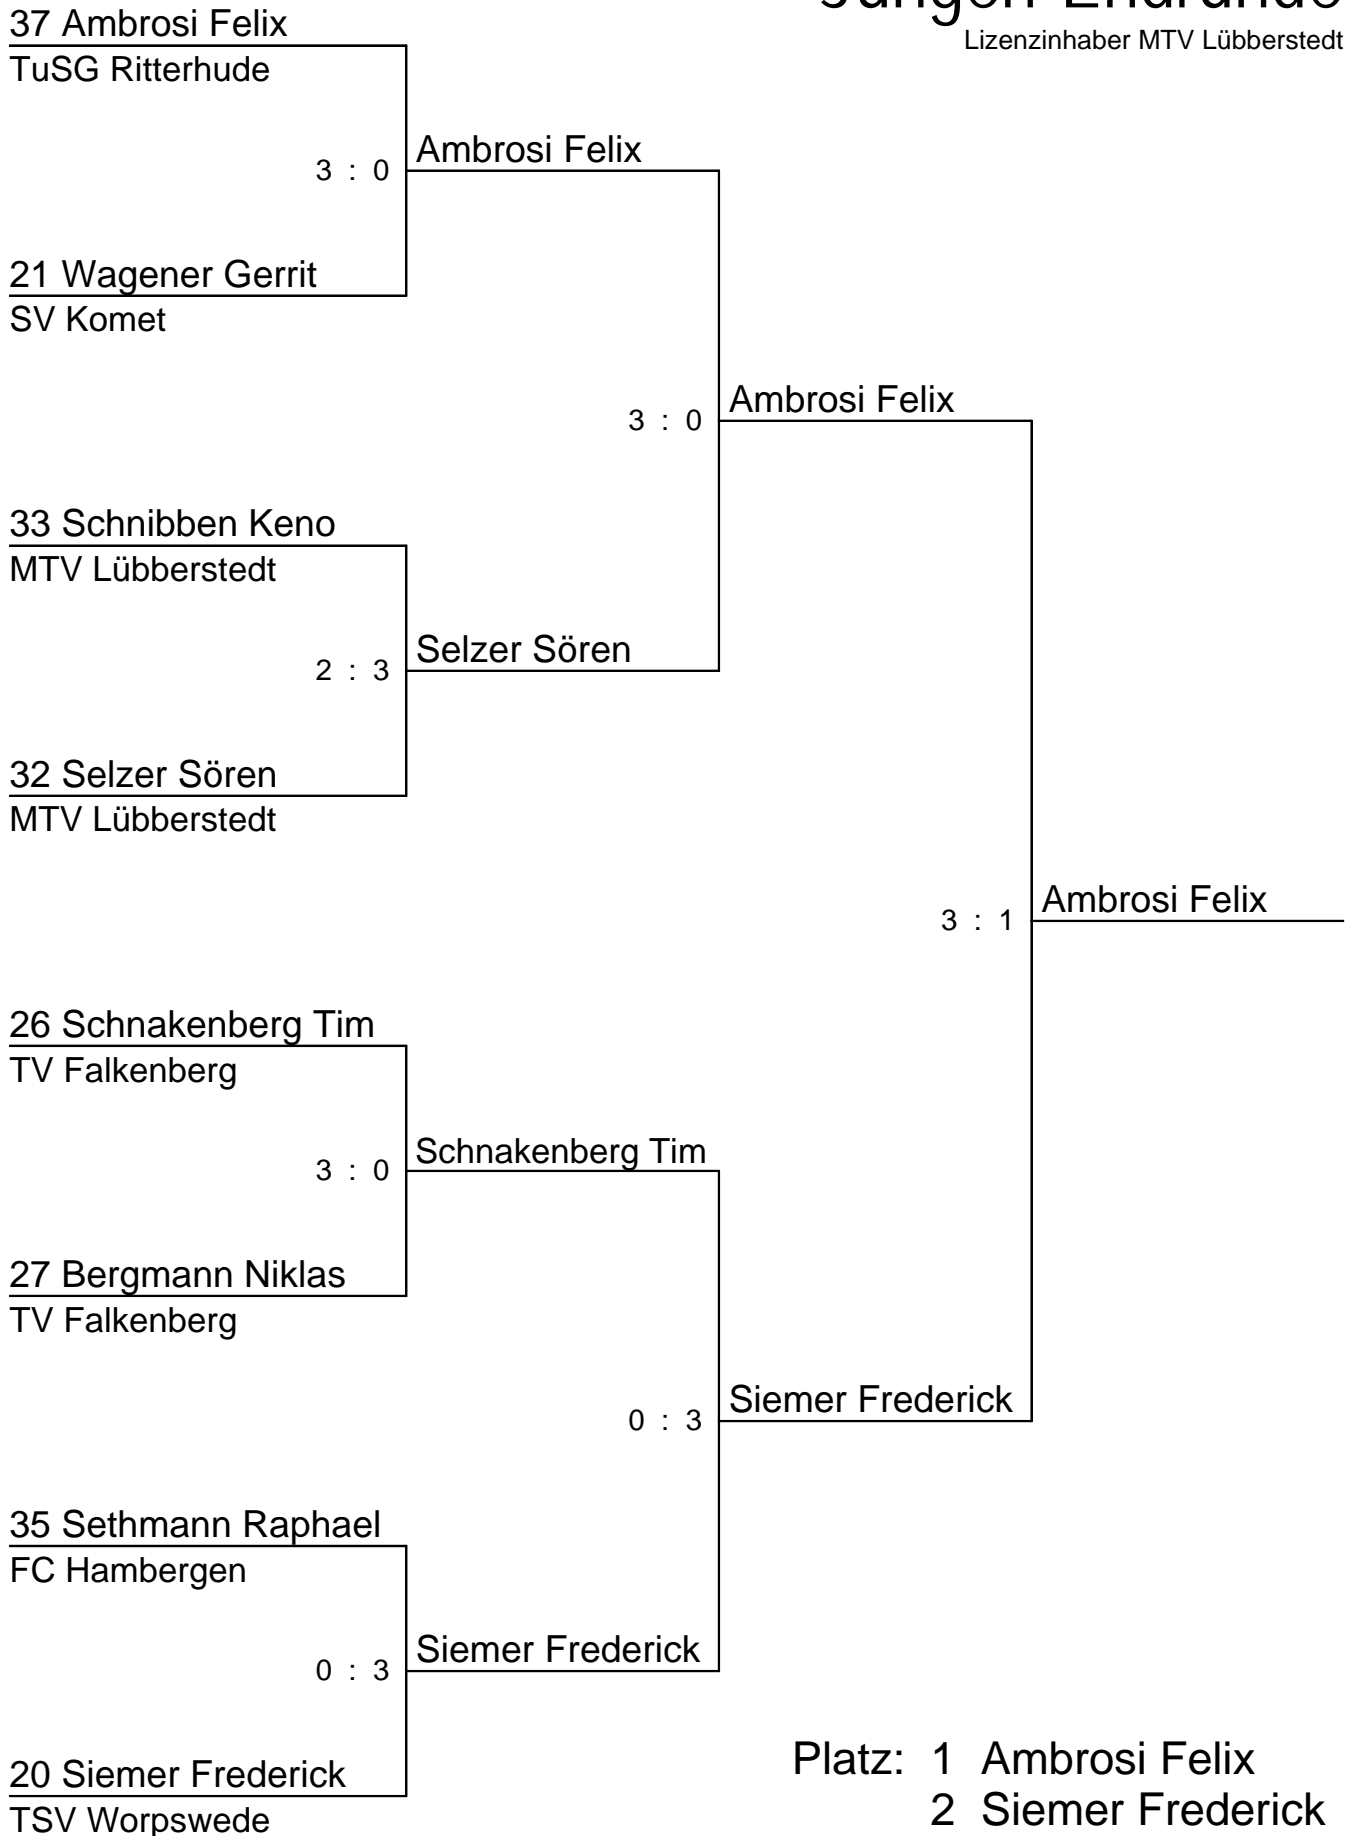 Jungen Endrunde
Lizenzinhaber MTV Lübberstedt
37 Ambrosi Felix
TuSG Ritterhude
3 : 0
Ambrosi Felix
21 Wagener Gerrit
SV Komet
3 : 0
Ambrosi Felix
33 Schnibben Keno
MTV Lübberstedt
2 : 3
Selzer Sören
32 Selzer Sören
MTV Lübberstedt
3 : 1
Ambrosi Felix
26 Schnakenberg Tim
TV Falkenberg
3 : 0
Schnakenberg Tim
27 Bergmann Niklas
TV Falkenberg
0 : 3
Siemer Frederick
35 Sethmann Raphael
FC Hambergen
0 : 3
Siemer Frederick
20 Siemer Frederick
TSV Worpswede
Platz: 1 Ambrosi Felix
2 Siemer Frederick